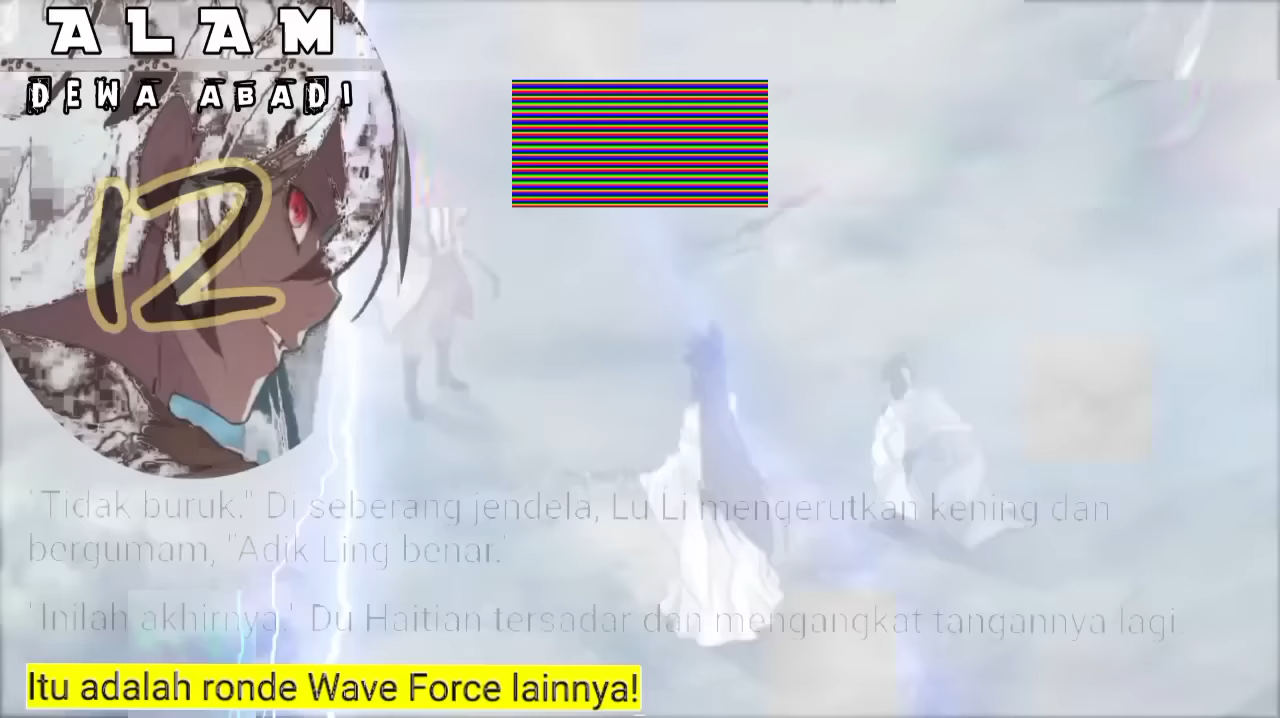 ALAM
DEWA ABADI
12
"Tidak buruk." Di seberang jendela, Lu Li mengerutkan kening dan
bergumam, "Adik Ling benar."
"Inilah akhirnya." Du Haitian tersadar dan mengangkat tangannya lagi
Itu adalah ronde Wave Force lainnya!